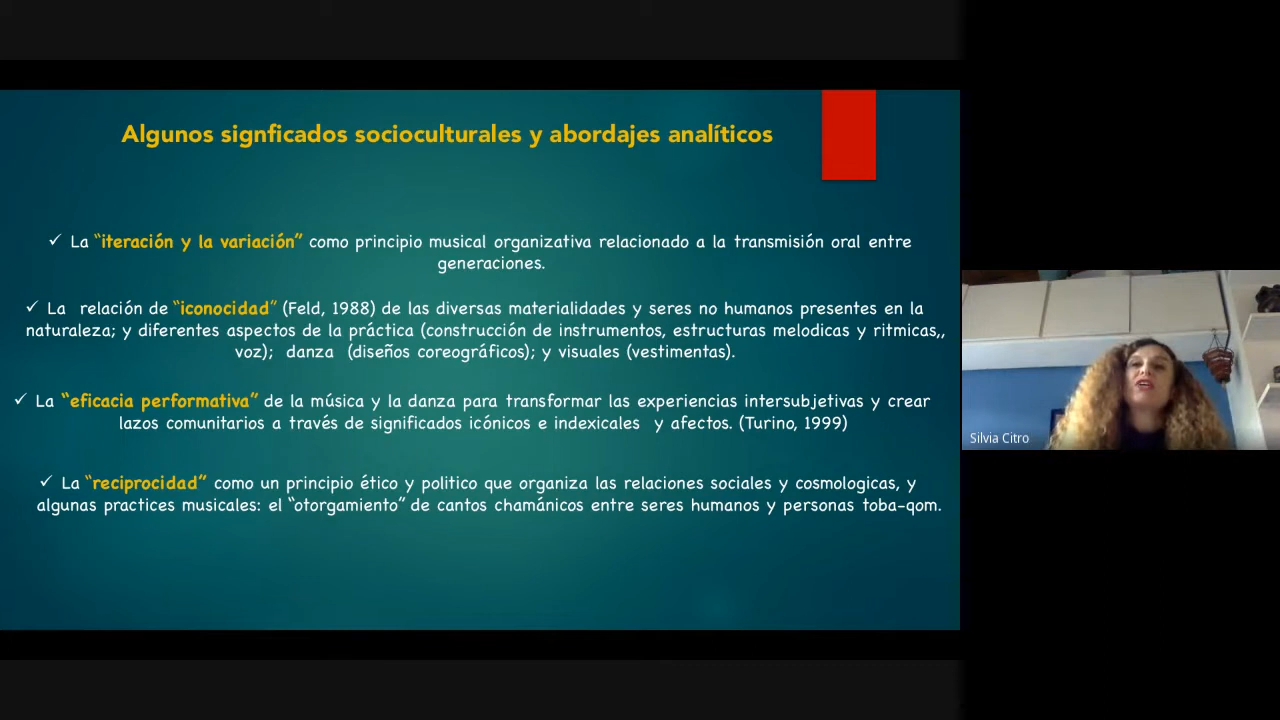 Algunos signficados socioculturales y abordajes analíticos
✓ La “iteración y la variación” como principio musical organizativa relacionado a la transmisión oral entre
generaciones.
✓ La relación de “iconocidad” (Feld, 1988) de las diversas materialidades y seres no humanos presentes en la
naturaleza; y diferentes aspectos de la práctica (construcción de instrumentos, estructuras melodicas y ritmicas,,
voz); danza (diseños coreográficos); y visuales (vestimentas).
✓ La “eficacia performativa” de la música y la danza para transformar las experiencias intersubjetivas y crear
lazos comunitarios a través de significados icónicos e indexicales y afectos. (Turino, 1999)
✓ La “reciprocidad” como un principio ético y politico que organiza las relaciones sociales y cosmologicas, y
algunas practices musicales: el “otorgamiento” de cantos chamánicos entre seres humanos y personas toba-qom.
Silvia Citro